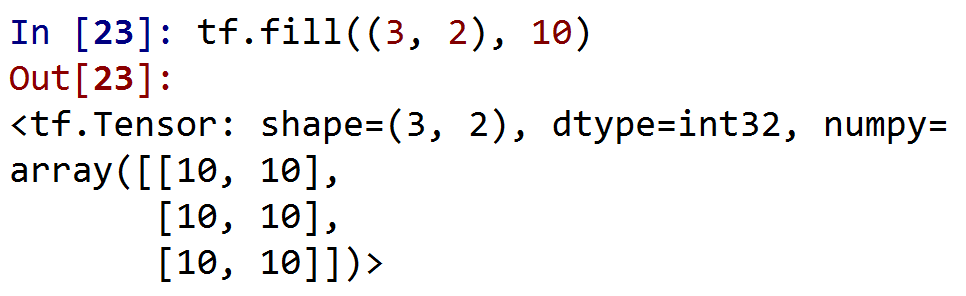 In [23]: tf.fill((3, 2), 10)
Out[23]:
<tf.Tensor: shape=(3, 2), dtype=int32, numpy=
array([[10, 10],
       [10, 10],
       [10, 10]])>